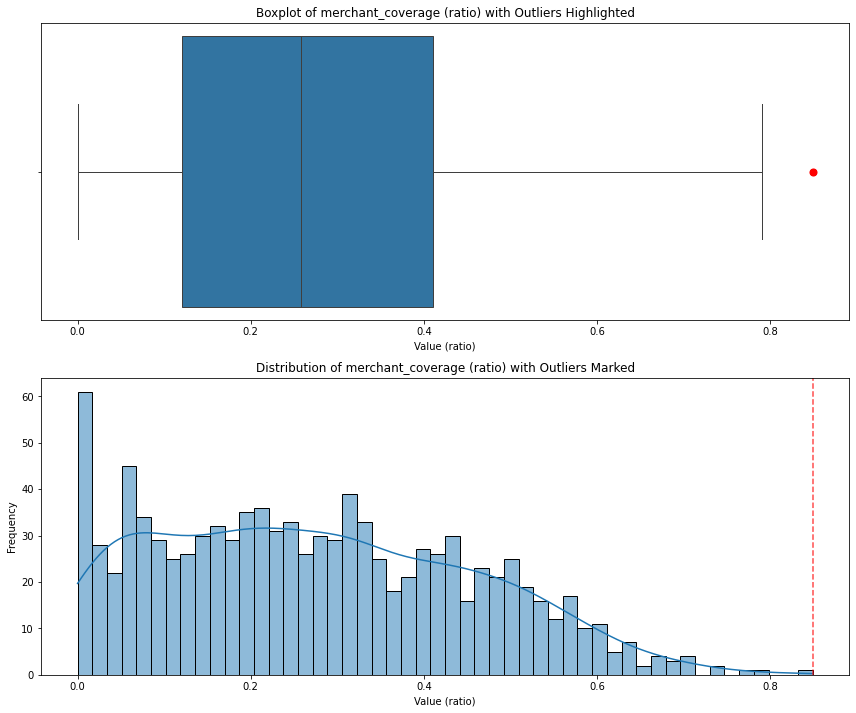 Boxplot of merchant_coverage (ratio) with Outliers Highlighted
0.0 0.2 0.4 0.6 0.8
Value (ratio)
Distribution of merchant_coverage (ratio) with Outliers Marked
60
50
40
30
20
10
0
Frequency
0.0 0.2 0.4 0.6 0.8
Value (ratio)